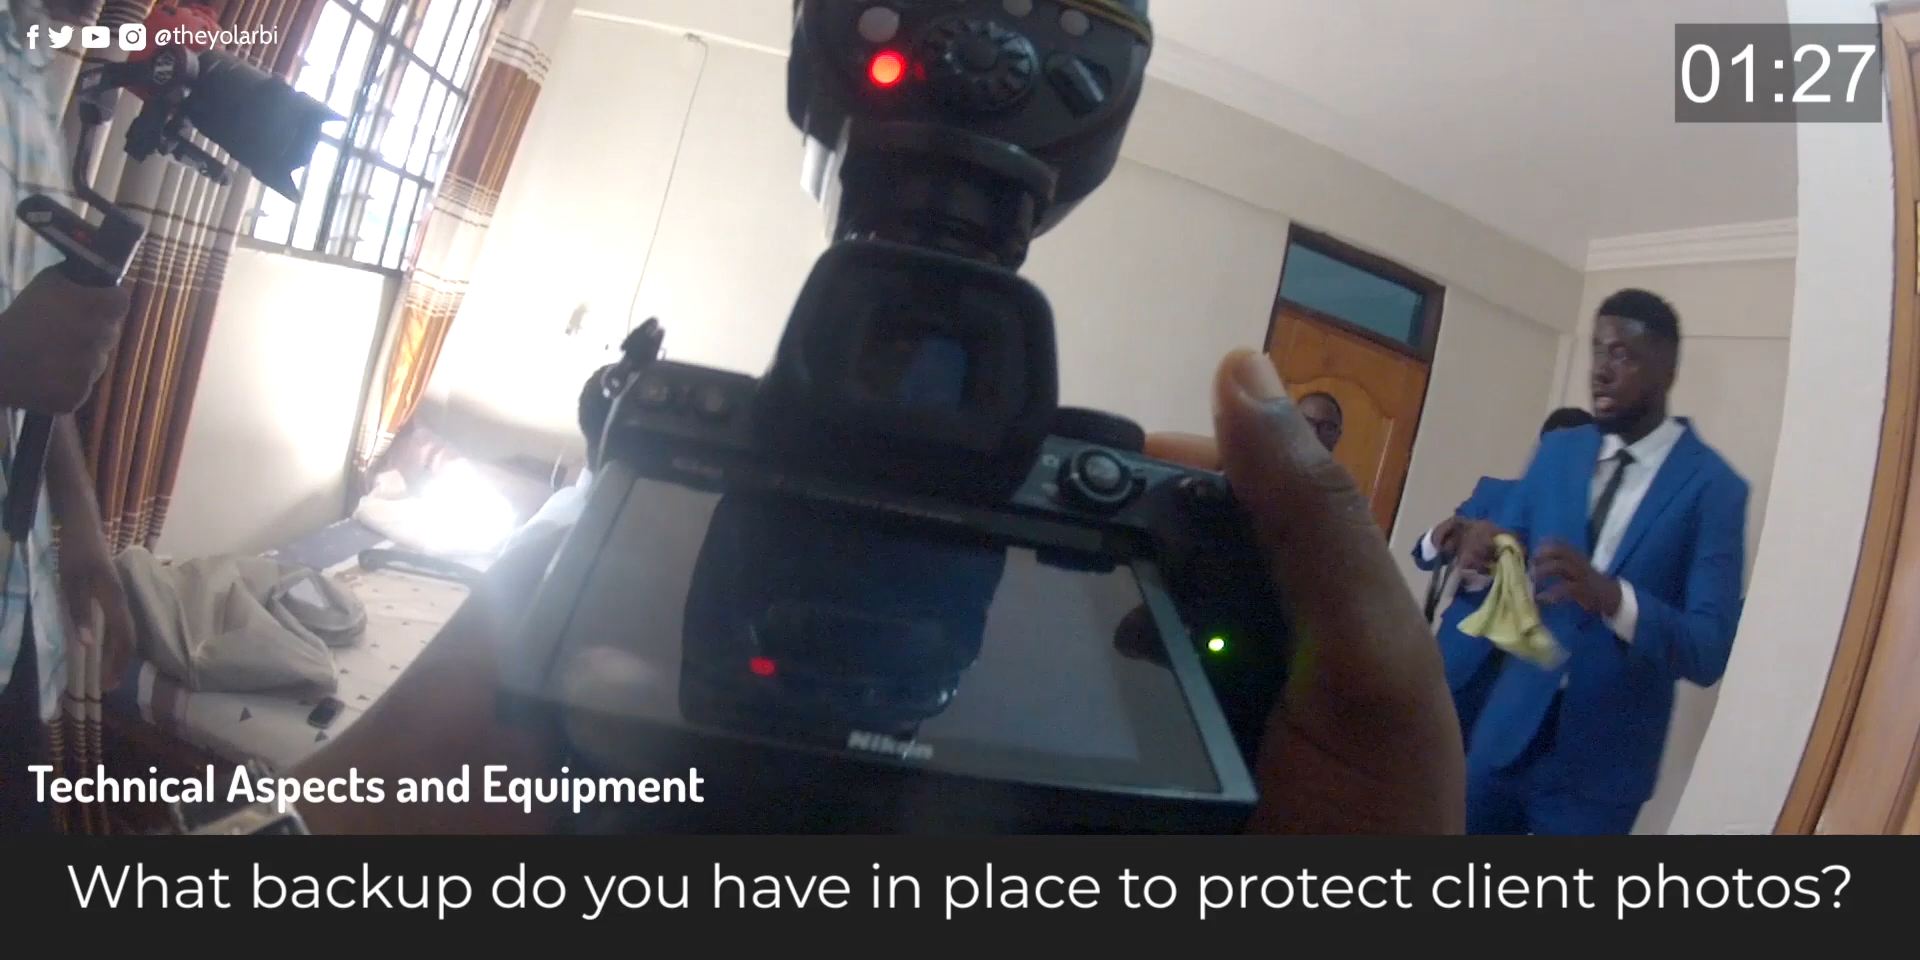 @theyolarbi
01:27
Nikon
Technical Aspects and Equipment
What backup do you have in place to protect client photos?